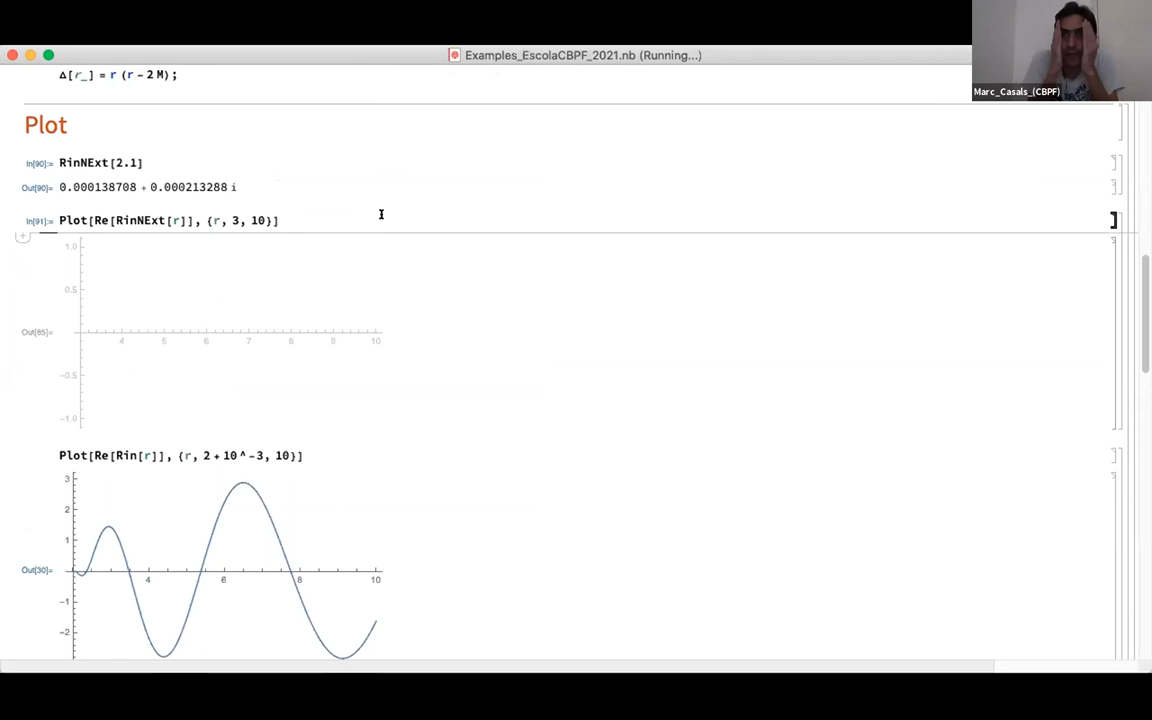 Examples_EscolaCBPF_2021.nb (Running...)
Marc_Casals_(CBPF)
Δ[r_] = r (r - 2 M);
Plot
In[90]:= RinNExt[2.1]
Out[90]= 0.000138708 + 0.000213288 i
In[91]:= Plot[Re[RinNExt[r]], {r, 3, 10}]
1.0
0.5
Out[85]=
4 5 6 7 8 9 10
-0.5
-1.0
Plot[Re[Rin[r]], {r, 2 + 10^-3, 10}]
3
2
1
Out[30]=
4 6 8 10
-1
-2